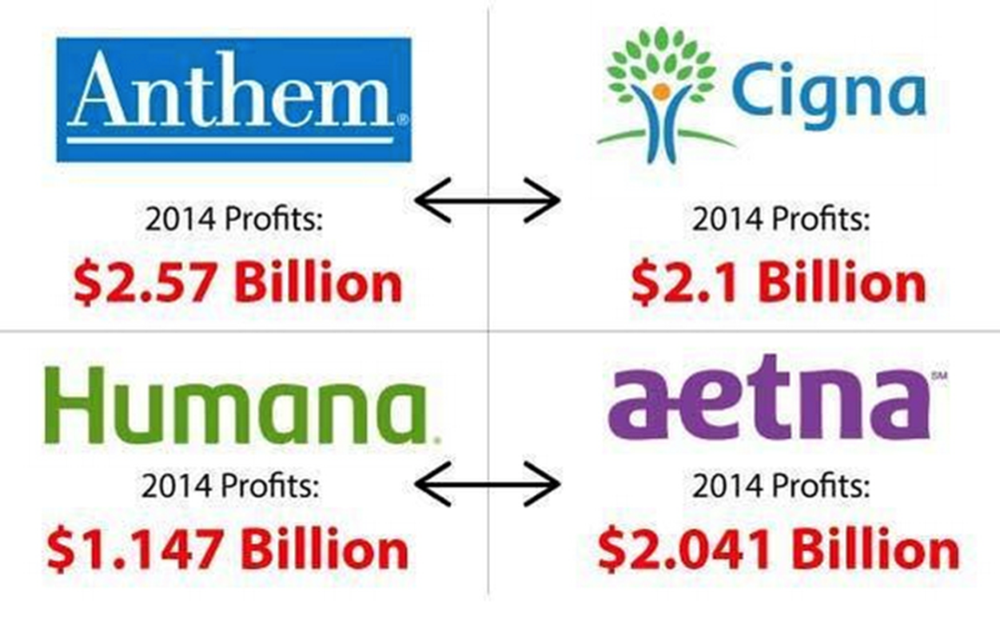 Anthem®
Cigna
2014 Profits:
$2.57 Billion
2014 Profits:
$2.1 Billion
Humana.
aetna℠
2014 Profits:
$1.147 Billion
2014 Profits:
$2.041 Billion